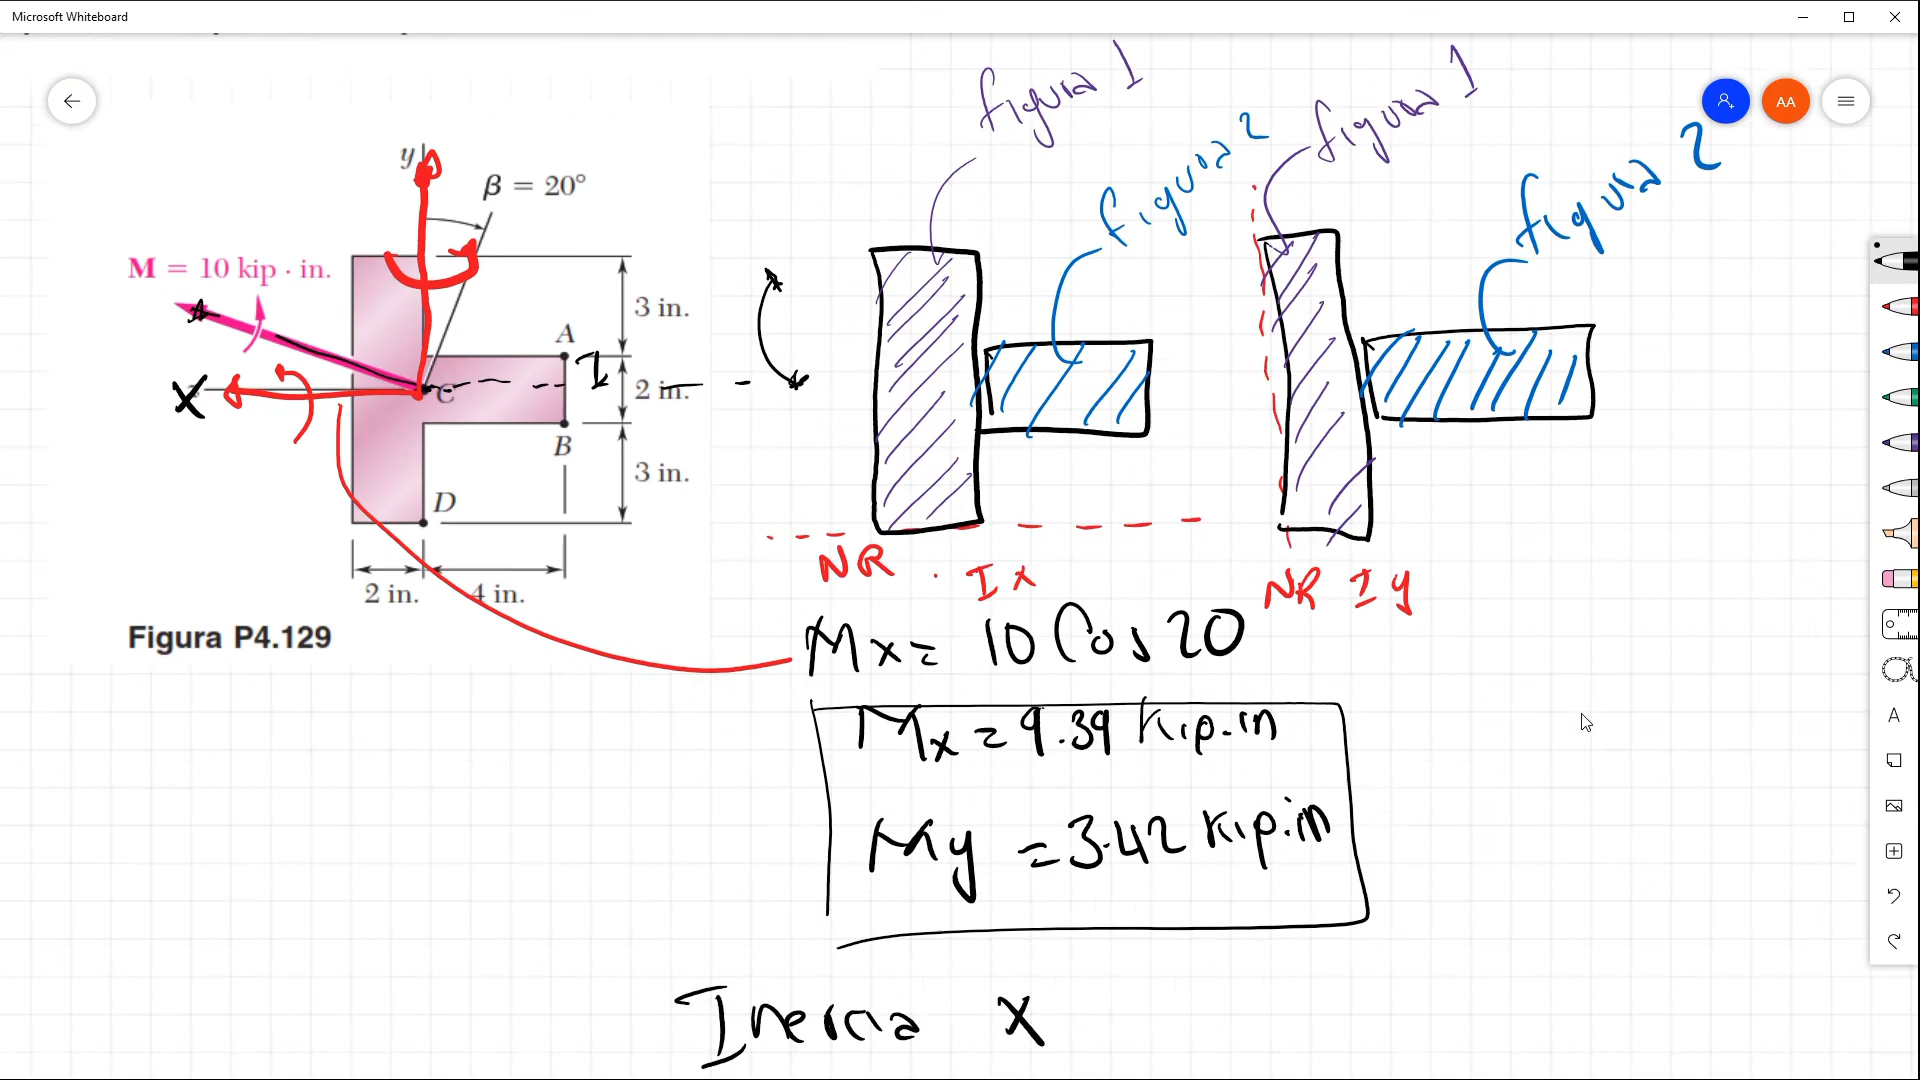 Microsoft Whiteboard
figura 1
figura 1
figura 2
figura 2
AA
y
β = 20°
M = 10 kip · in.
3 in.
A
X
C
2 in.
B
3 in.
D
2 in.
4 in.
Figura P4.129
NR . Ix
NR Iy
Mx = 10 Cos 20
Mx = 9.39 Kip.in
My = 3.42 Kip.in
Inercia X
A